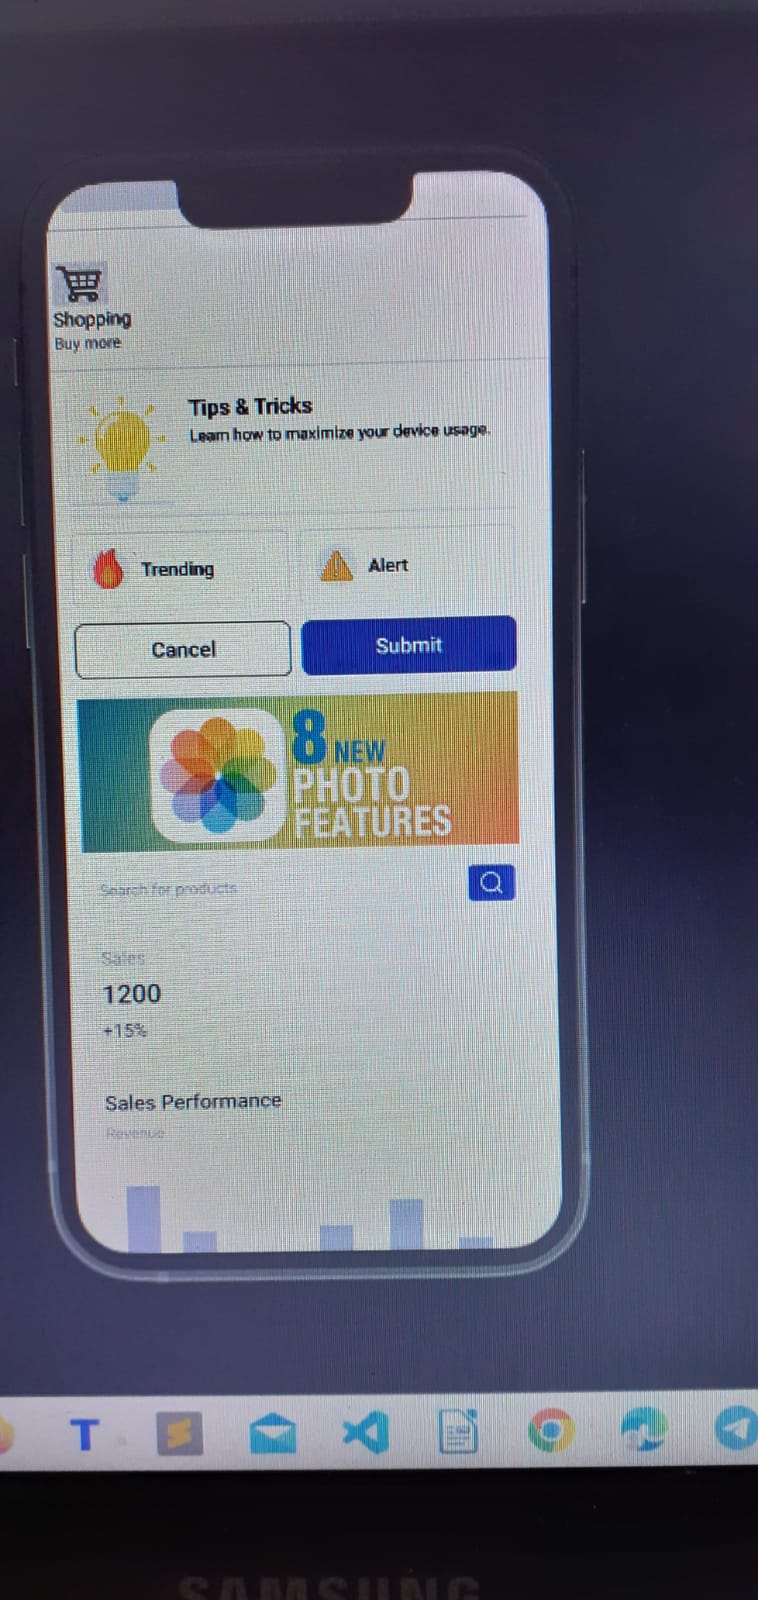 Shopping
Buy more
Tips & Tricks
Learn how to maximize your device usage.
Trending
Alert
Cancel
Submit
8 NEW
PHOTO
FEATURES
Search for products
Sales
1200
+15%
Sales Performance
Revenue
T
SAMSUNG